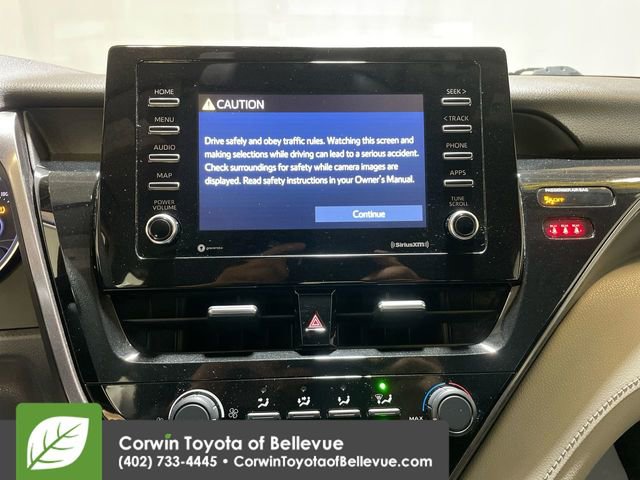 HOME
MENU
AUDIO
MAP
POWER
VOLUME
CAUTION
Drive safely and obey traffic rules. Watching this screen and
making selections while driving can lead to a serious accident.
Check surroundings for safety while camera images are
displayed. Read safety instructions in your Owner's Manual.
Continue
SEEK >
< TRACK
PHONE
APPS
TUNE
SCROLL
SiriusXM
PASSENGER AIR BAG
OFF
MAX
Corwin Toyota of Bellevue
(402) 733-4445 • CorwinToyotaofBellevue.com